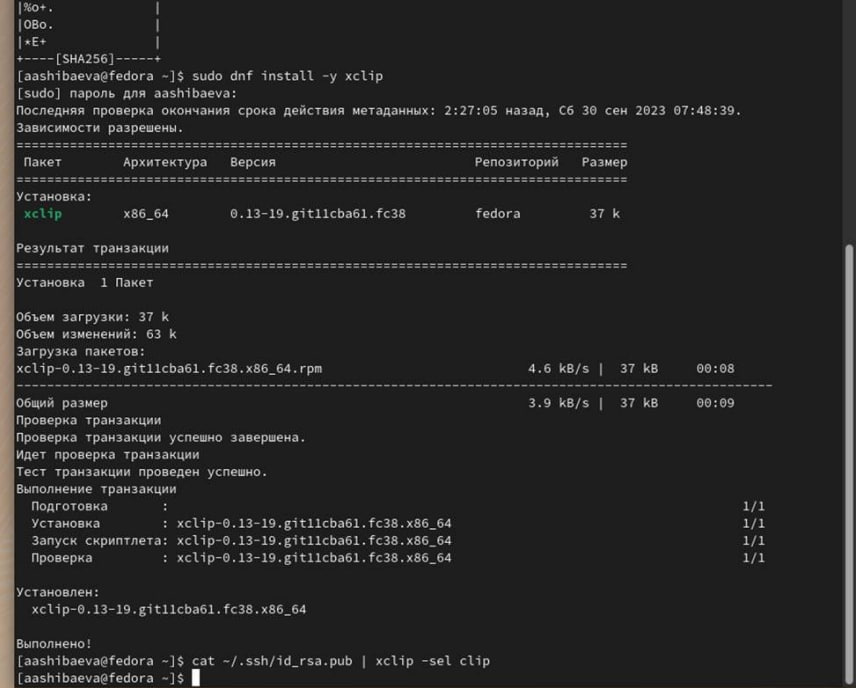 |%o+.             |
|OBo.             |
|*E+              |
+----[SHA256]-----+
[aashibaeva@fedora ~]$ sudo dnf install -y xclip
[sudo] пароль для aashibaeva:
Последняя проверка окончания срока действия метаданных: 2:27:05 назад, Сб 30 сен 2023 07:48:39.
Зависимости разрешены.
================================================================================
Пакет Архитектура Версия Репозиторий Размер
================================================================================
Установка:
xclip x86_64 0.13-19.git11cba61.fc38 fedora 37 k
Результат транзакции
================================================================================
Установка 1 Пакет
Объем загрузки: 37 k
Объем изменений: 63 k
Загрузка пакетов:
xclip-0.13-19.git11cba61.fc38.x86_64.rpm 4.6 kB/s | 37 kB 00:08
--------------------------------------------------------------------------------
Общий размер 3.9 kB/s | 37 kB 00:09
Проверка транзакции
Проверка транзакции успешно завершена.
Идет проверка транзакции
Тест транзакции проведен успешно.
Выполнение транзакции
Подготовка : 1/1
Установка : xclip-0.13-19.git11cba61.fc38.x86_64 1/1
Запуск скриптлета: xclip-0.13-19.git11cba61.fc38.x86_64 1/1
Проверка : xclip-0.13-19.git11cba61.fc38.x86_64 1/1
Установлен:
xclip-0.13-19.git11cba61.fc38.x86_64
Выполнено!
[aashibaeva@fedora ~]$ cat ~/.ssh/id_rsa.pub | xclip -sel clip
[aashibaeva@fedora ~]$